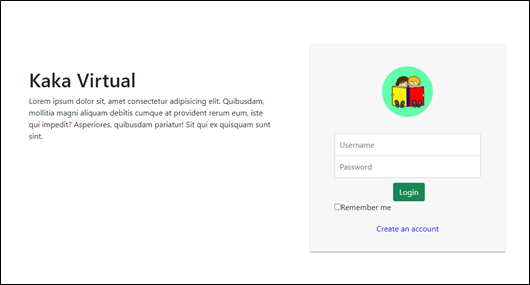 Kaka Virtual
Lorem ipsum dolor sit, amet consectetur adipisicing elit. Quibusdam,
mollitia magni aliquam debitis cumque at provident rerum eum, iste
qui impedit? Asperiores, quibusdam pariatur! Sit qui ex quisquam sunt
sint.
Username
Password
Login
Remember me
Create an account